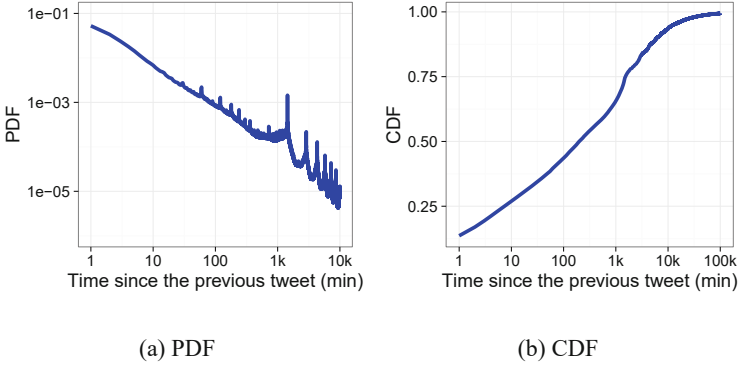 1e−01
1e−03
1e−05
PDF
1 10 100 1k 10k
Time since the previous tweet (min)
(a) PDF
1.00
0.75
0.50
0.25
CDF
1 10 100 1k 10k 100k
Time since the previous tweet (min)
(b) CDF